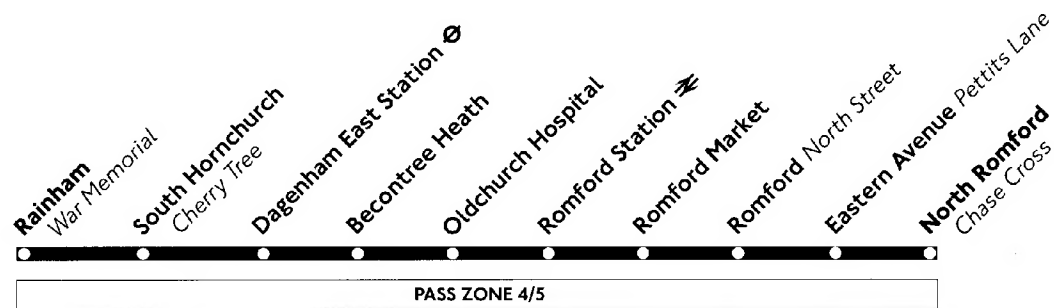 Rainham
War Memorial
South Hornchurch
Cherry Tree
Dagenham East Station
Becontree Heath
Oldchurch Hospital
Romford Station
Romford Market
Romford North Street
Eastern Avenue Pettits Lane
North Romford
Chase Cross
PASS ZONE 4/5